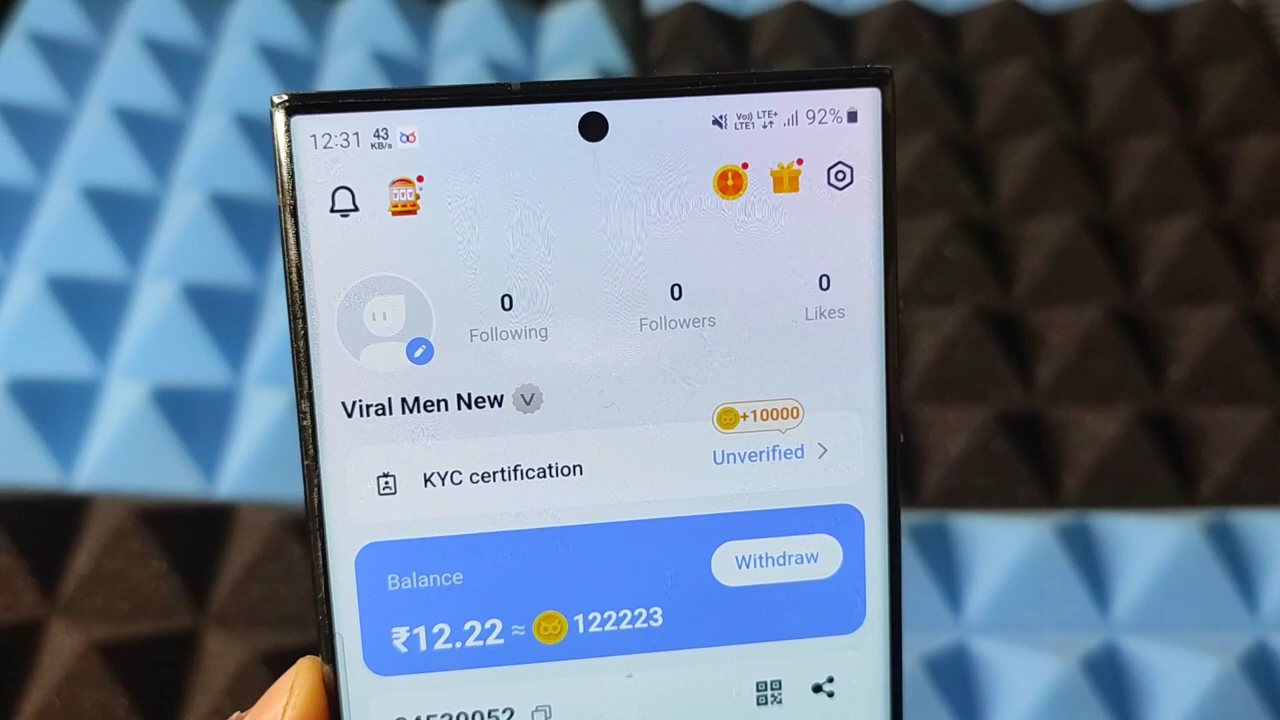 12:31 43 KB/s Vo)) LTE1 LTE+ 92%
0 0 0
Following Followers Likes
Viral Men New V
+10000
KYC certification Unverified
Balance Withdraw
₹12.22 ≈ 122223